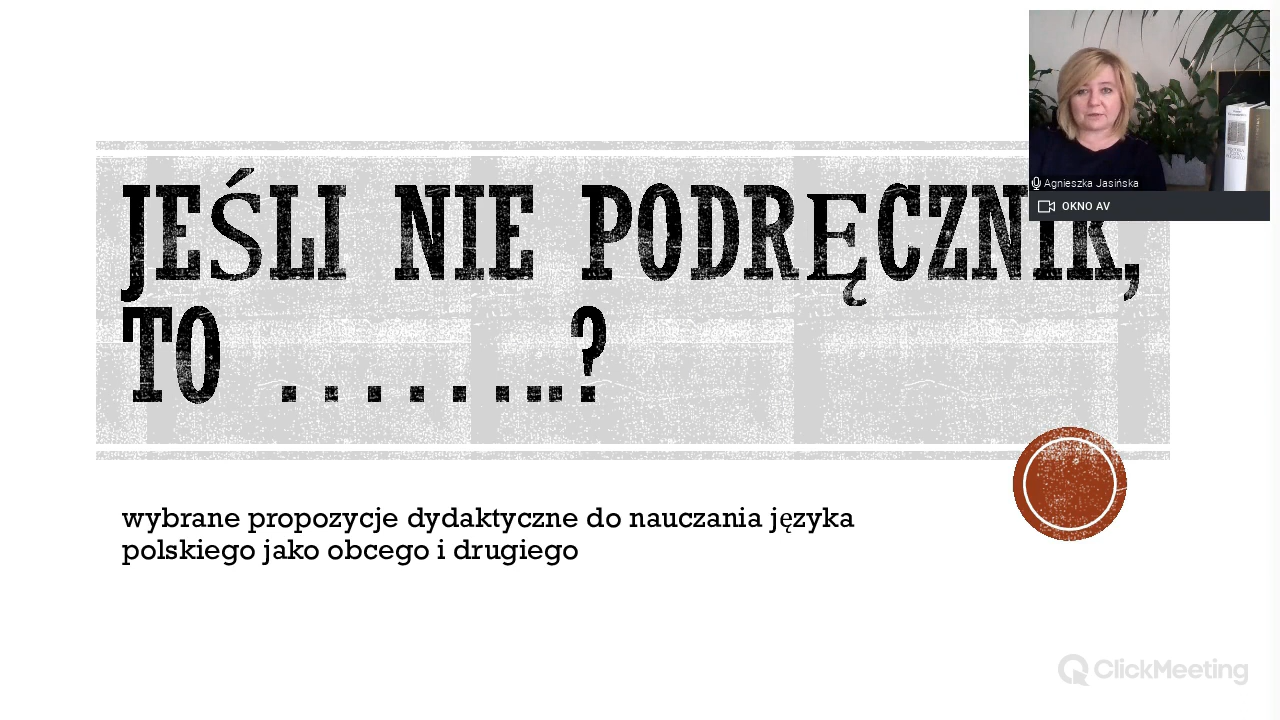 JEŚLI NIE PODRĘCZNIK,
TO ……..?
wybrane propozycje dydaktyczne do nauczania języka
polskiego jako obcego i drugiego
Agnieszka Jasińska
OKNO AV
ClickMeeting